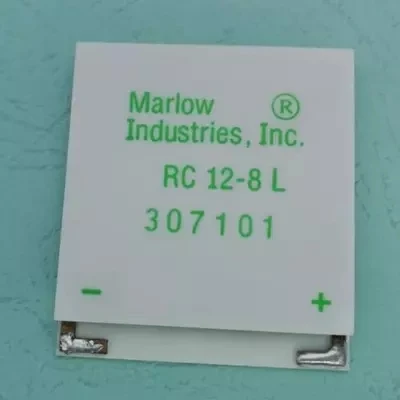 Marlow ®
Industries, Inc.
RC 12-8 L
307101
− +